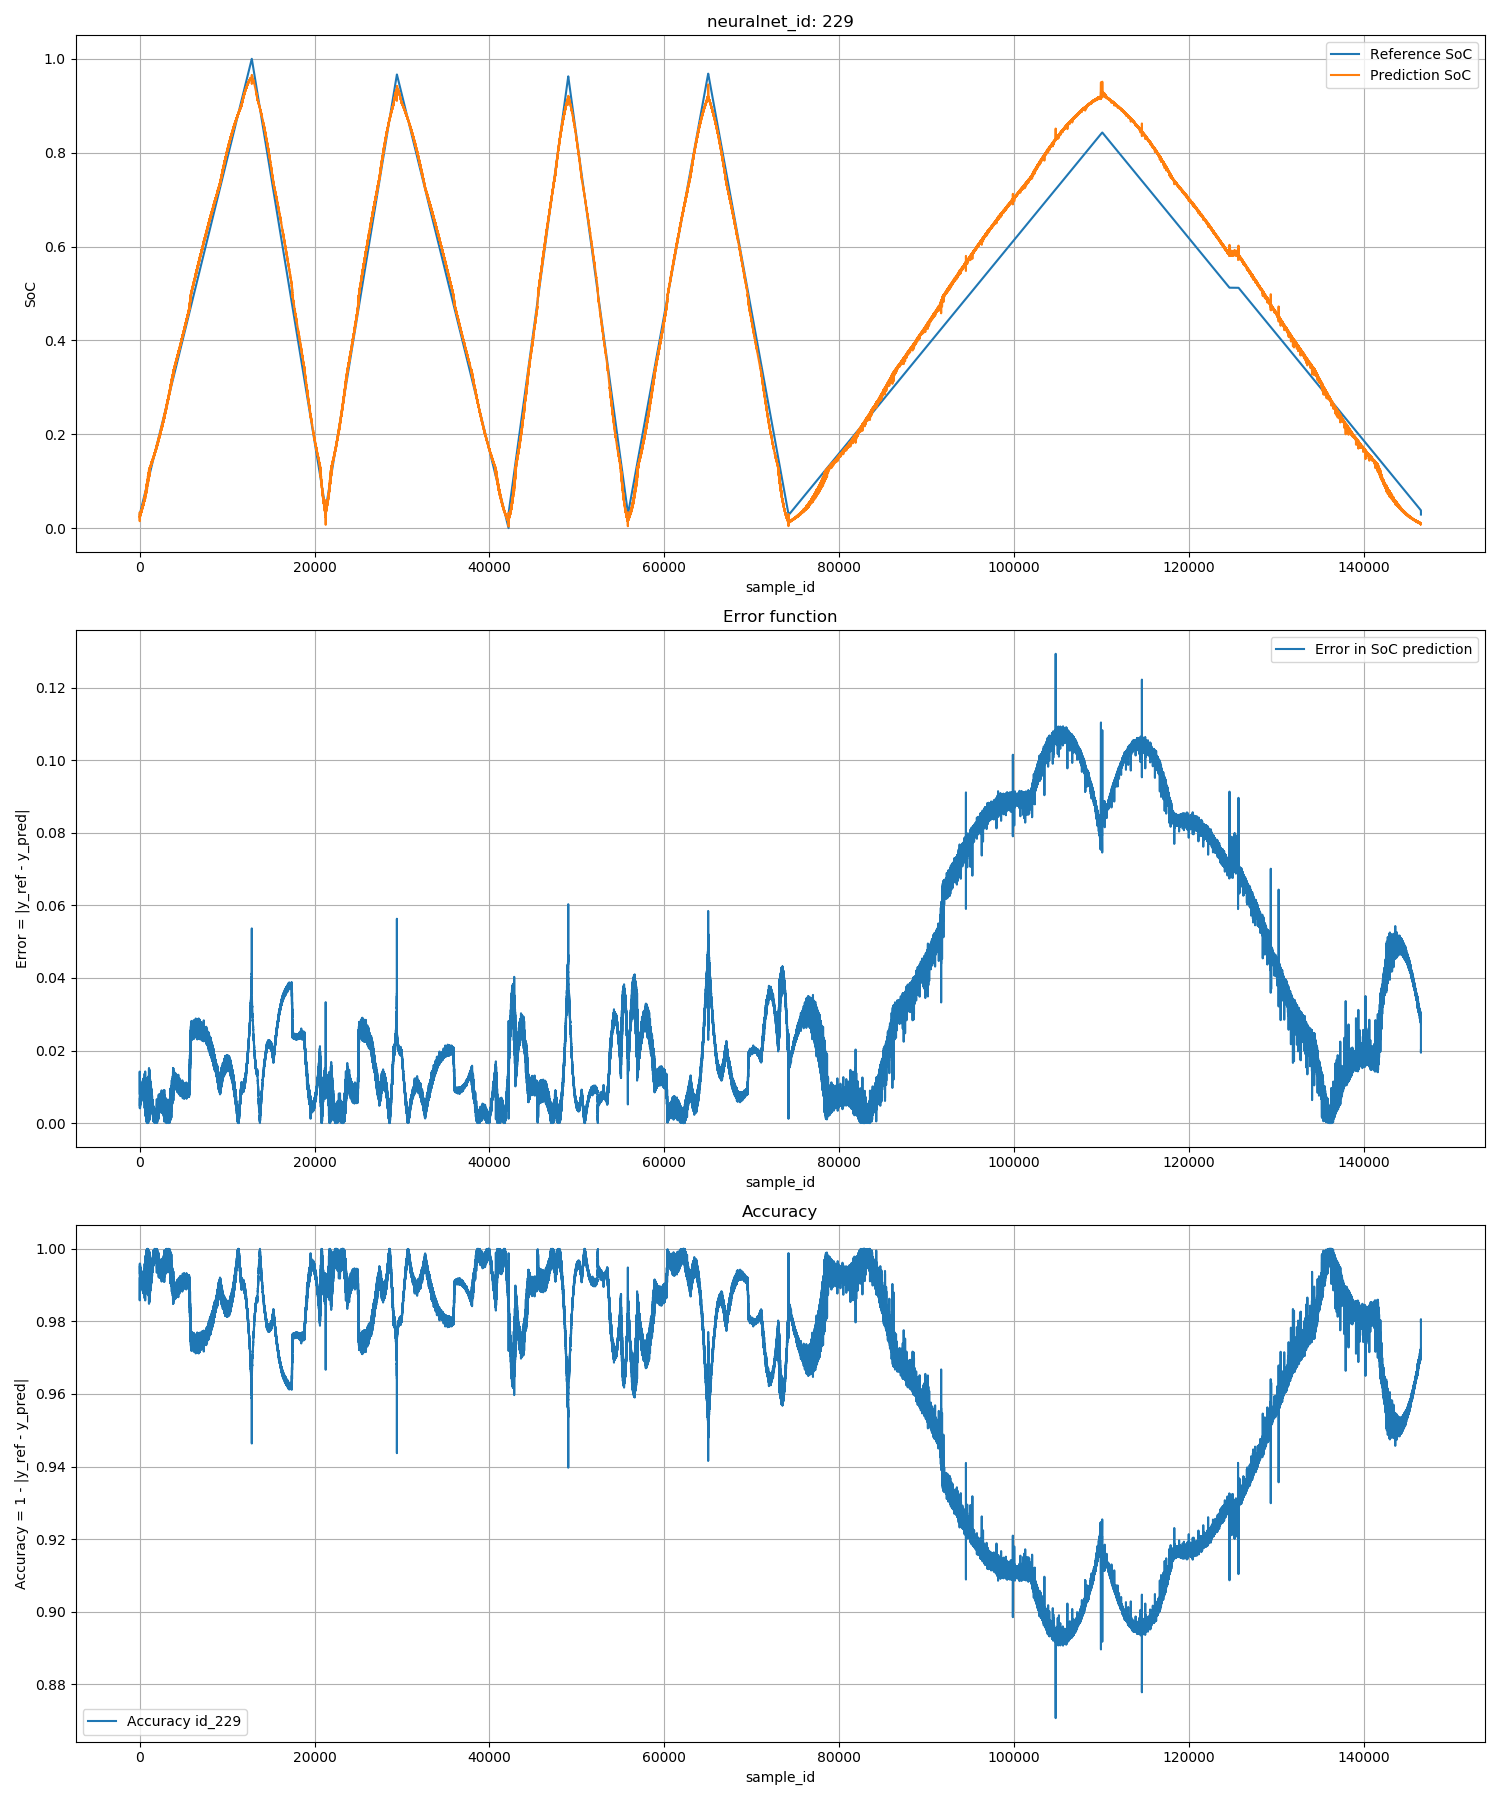 neuralnet_id: 229
Reference SoC
Prediction SoC
1.0
0.8
0.6
0.4
0.2
0.0
SoC
0 20000 40000 60000 80000 100000 120000 140000
sample_id
Error function
Error in SoC prediction
0.12
0.10
0.08
0.06
0.04
0.02
0.00
Error = |y_ref - y_pred|
0 20000 40000 60000 80000 100000 120000 140000
sample_id
Accuracy
1.00
0.98
0.96
0.94
0.92
0.90
0.88
Accuracy = 1 - |y_ref - y_pred|
Accuracy id_229
0 20000 40000 60000 80000 100000 120000 140000
sample_id